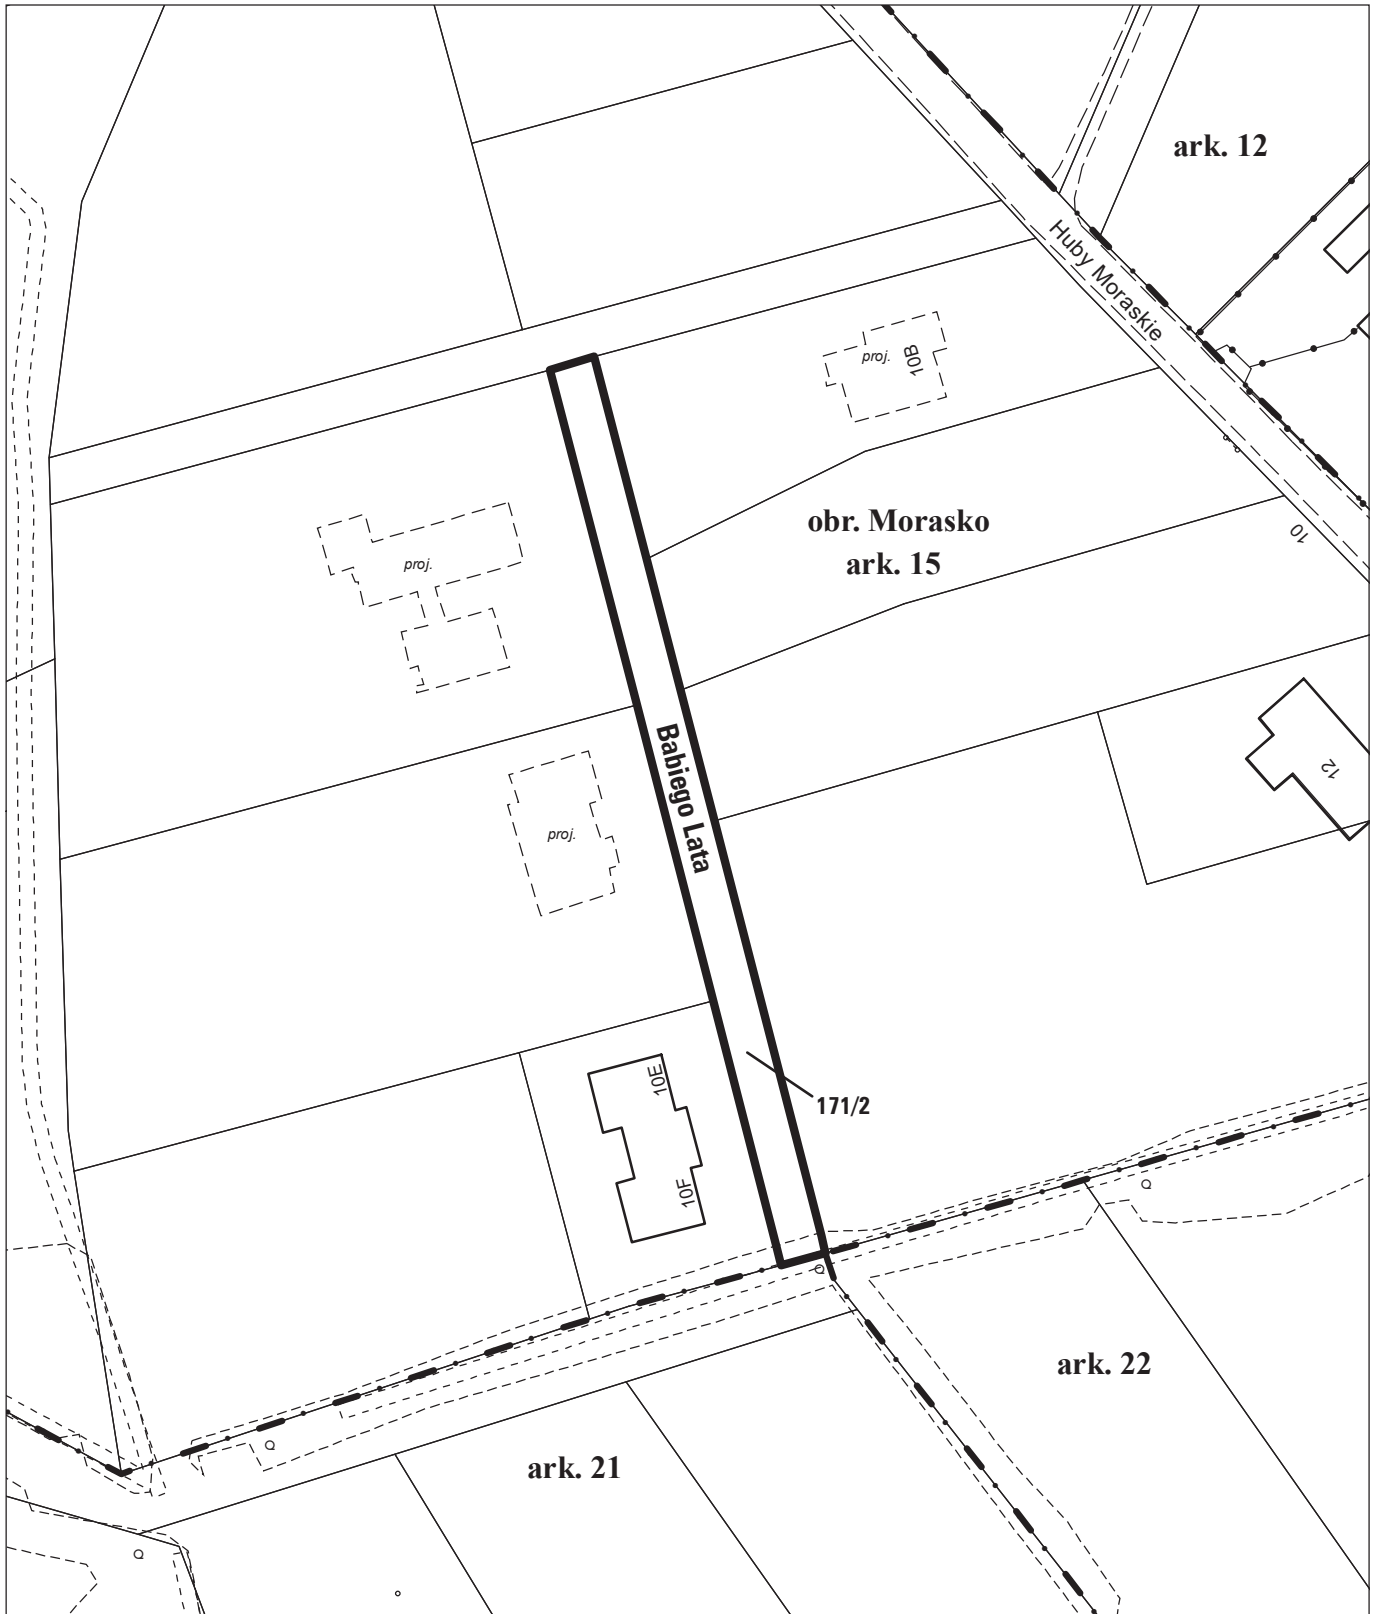 ark. 12
Huby Moraskie
proj.
10B
obr. Morasko
ark. 15
10
proj.
Babiego Lata
12
proj.
10E
171/2
10F
ark. 22
ark. 21